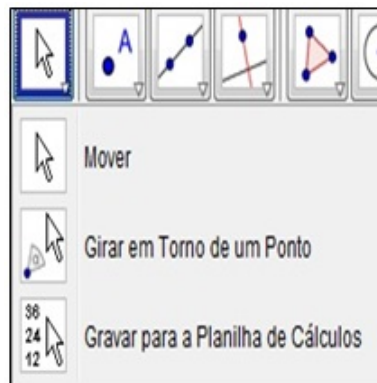 A
Mover
α
Girar em Torno de um Ponto
36
24
12
Gravar para a Planilha de Cálculos